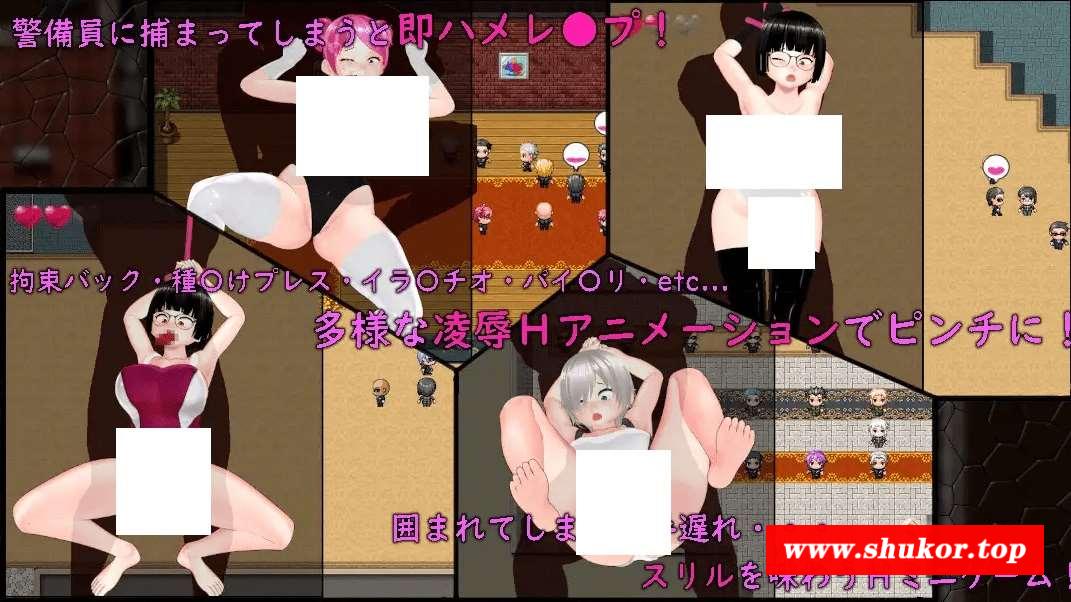 警備員に捕まってしまうと即ハメレ●プ！
拘束バック・種〇けプレス・イラ〇チオ・パイ〇リ・etc...
多様な凌辱Hアニメーションでピンチに！
囲まれてしま 遅れ・・・
www.shukor.top
スリルを味わうHミニゲーム！